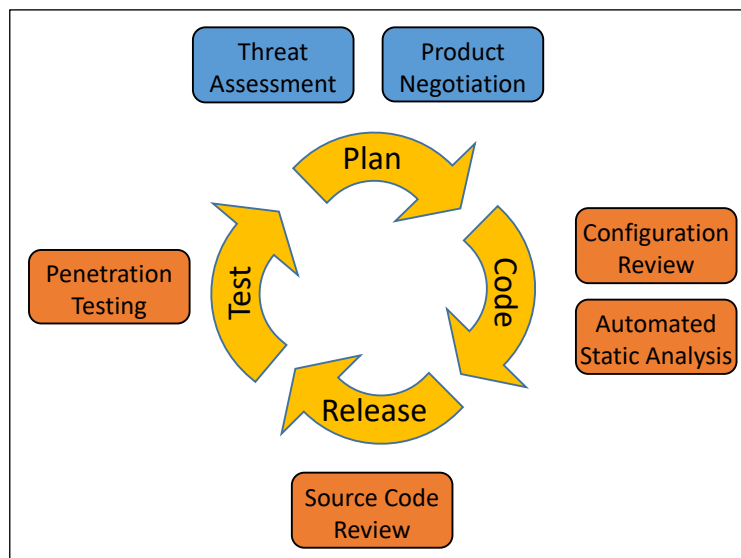 Threat
Assessment
Product
Negotiation
Plan
Configuration
Review
Code
Automated
Static Analysis
Penetration
Testing
Test
Release
Source Code
Review